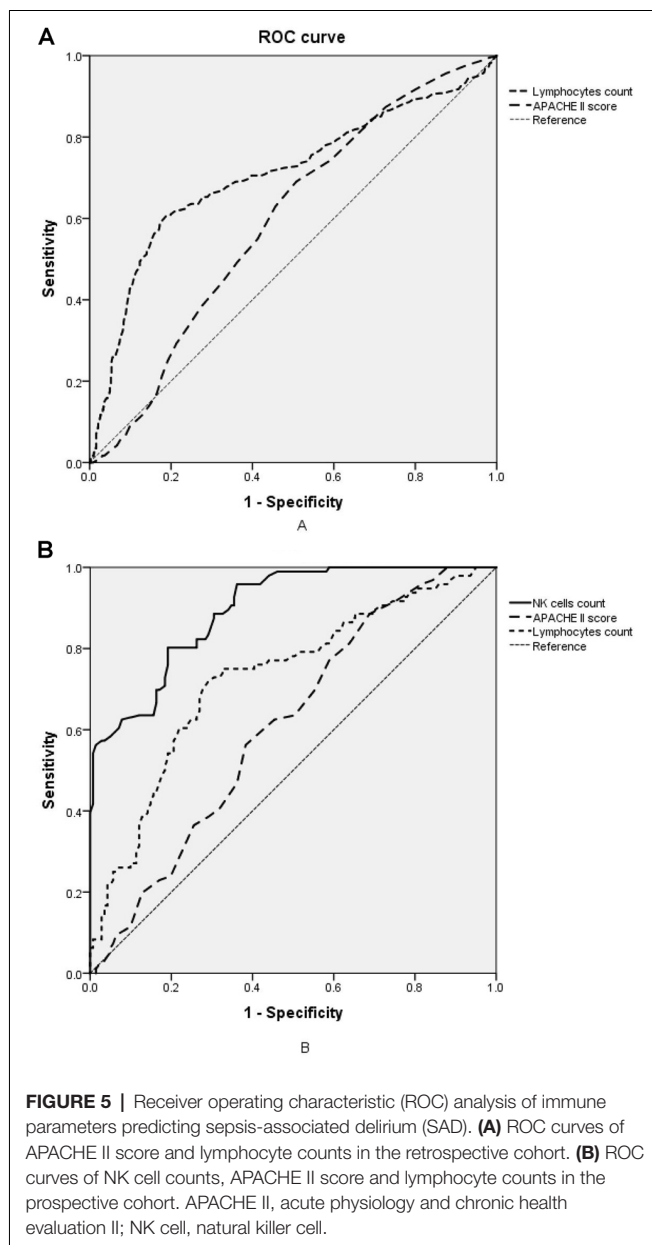 A
ROC curve
1.0
0.8
0.6
0.4
0.2
0.0
Sensitivity
0.0 0.2 0.4 0.6 0.8 1.0
1 - Specificity
Lymphocytes count
APACHE II score
Reference
A
B
1.0
0.8
0.6
0.4
0.2
0.0
Sensitivity
0.0 0.2 0.4 0.6 0.8 1.0
1 - Specificity
NK cells count
APACHE II score
Lymphocytes count
Reference
B
FIGURE 5 | Receiver operating characteristic (ROC) analysis of immune
parameters predicting sepsis-associated delirium (SAD). (A) ROC curves of
APACHE II score and lymphocyte counts in the retrospective cohort. (B) ROC
curves of NK cell counts, APACHE II score and lymphocyte counts in the
prospective cohort. APACHE II, acute physiology and chronic health
evaluation II; NK cell, natural killer cell.